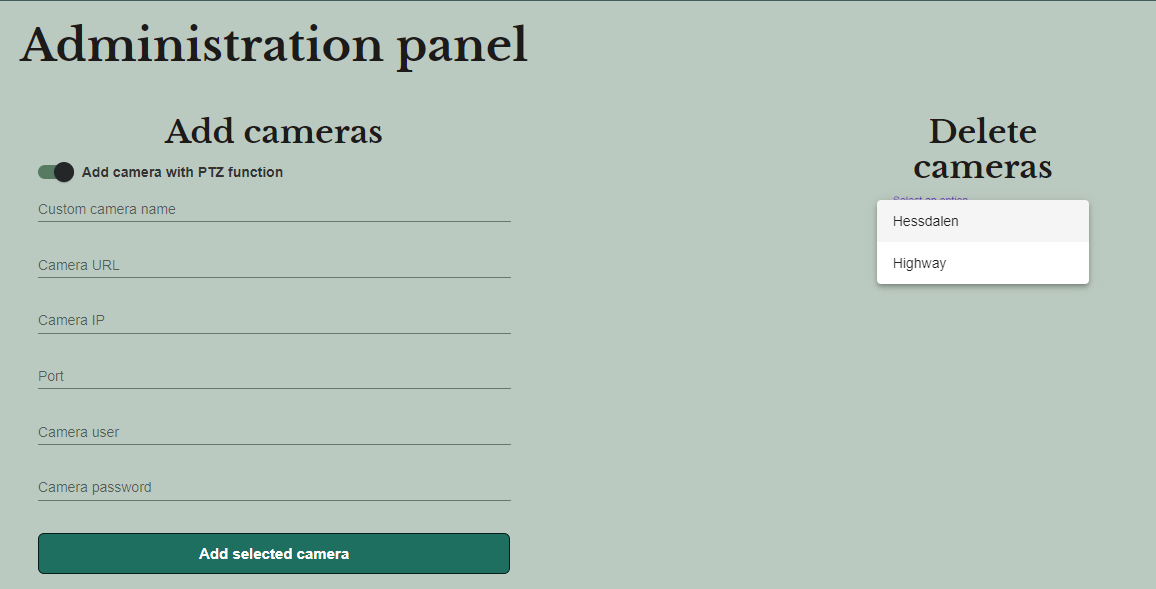 Administration panel
Add cameras
Add camera with PTZ function
Custom camera name
Camera URL
Camera IP
Port
Camera user
Camera password
Add selected camera
Delete
cameras
Select an option
Hessdalen
Highway